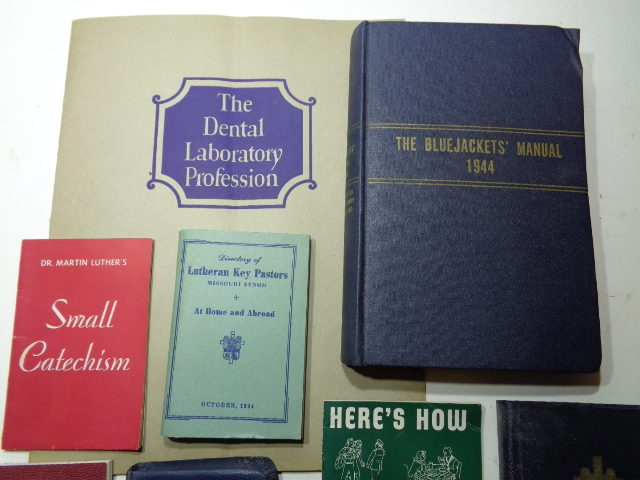 The
Dental
Laboratory
Profession
THE BLUEJACKETS' MANUAL
1944
DR. MARTIN LUTHER'S
Small
Catechism
Directory of
Lutheran Key Pastors
MISSOURI SYNOD
At Home and Abroad
OCTOBER, 1944
HERE'S HOW